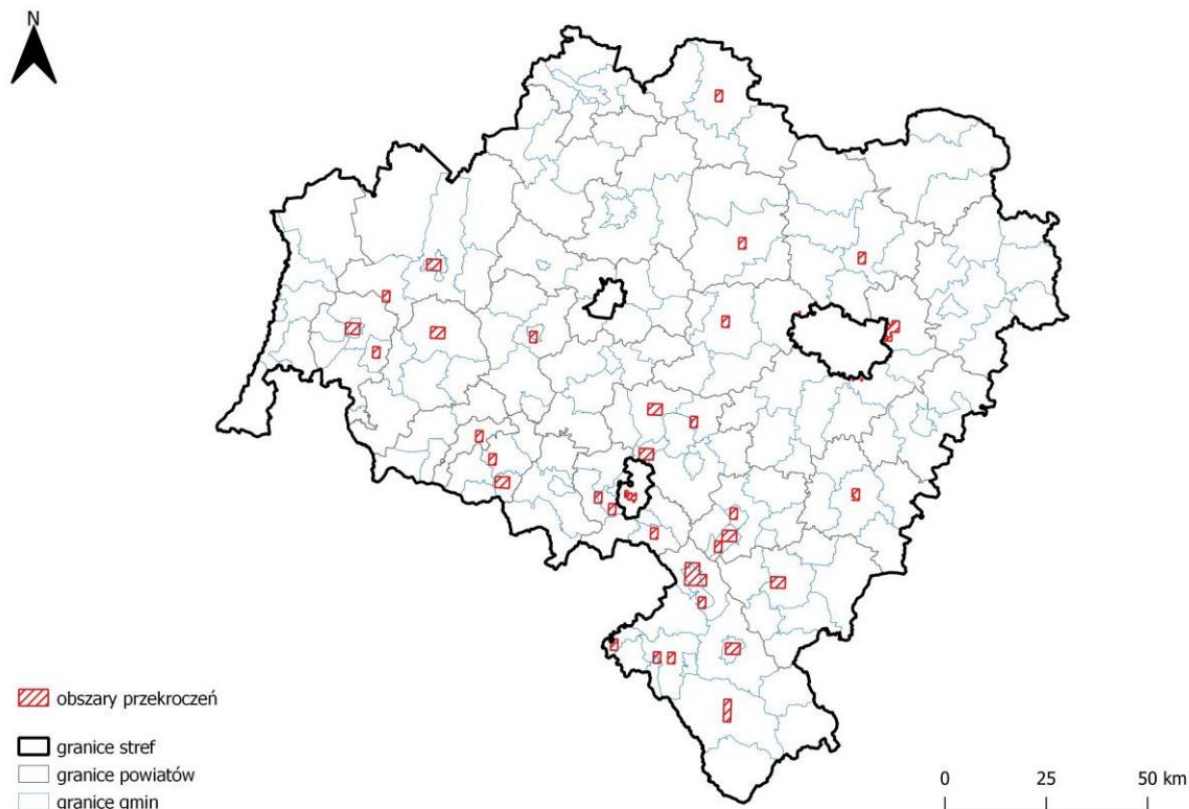 N
obszary przekroczeń
granice stref
granice powiatów
granice gmin
0 25 50 km